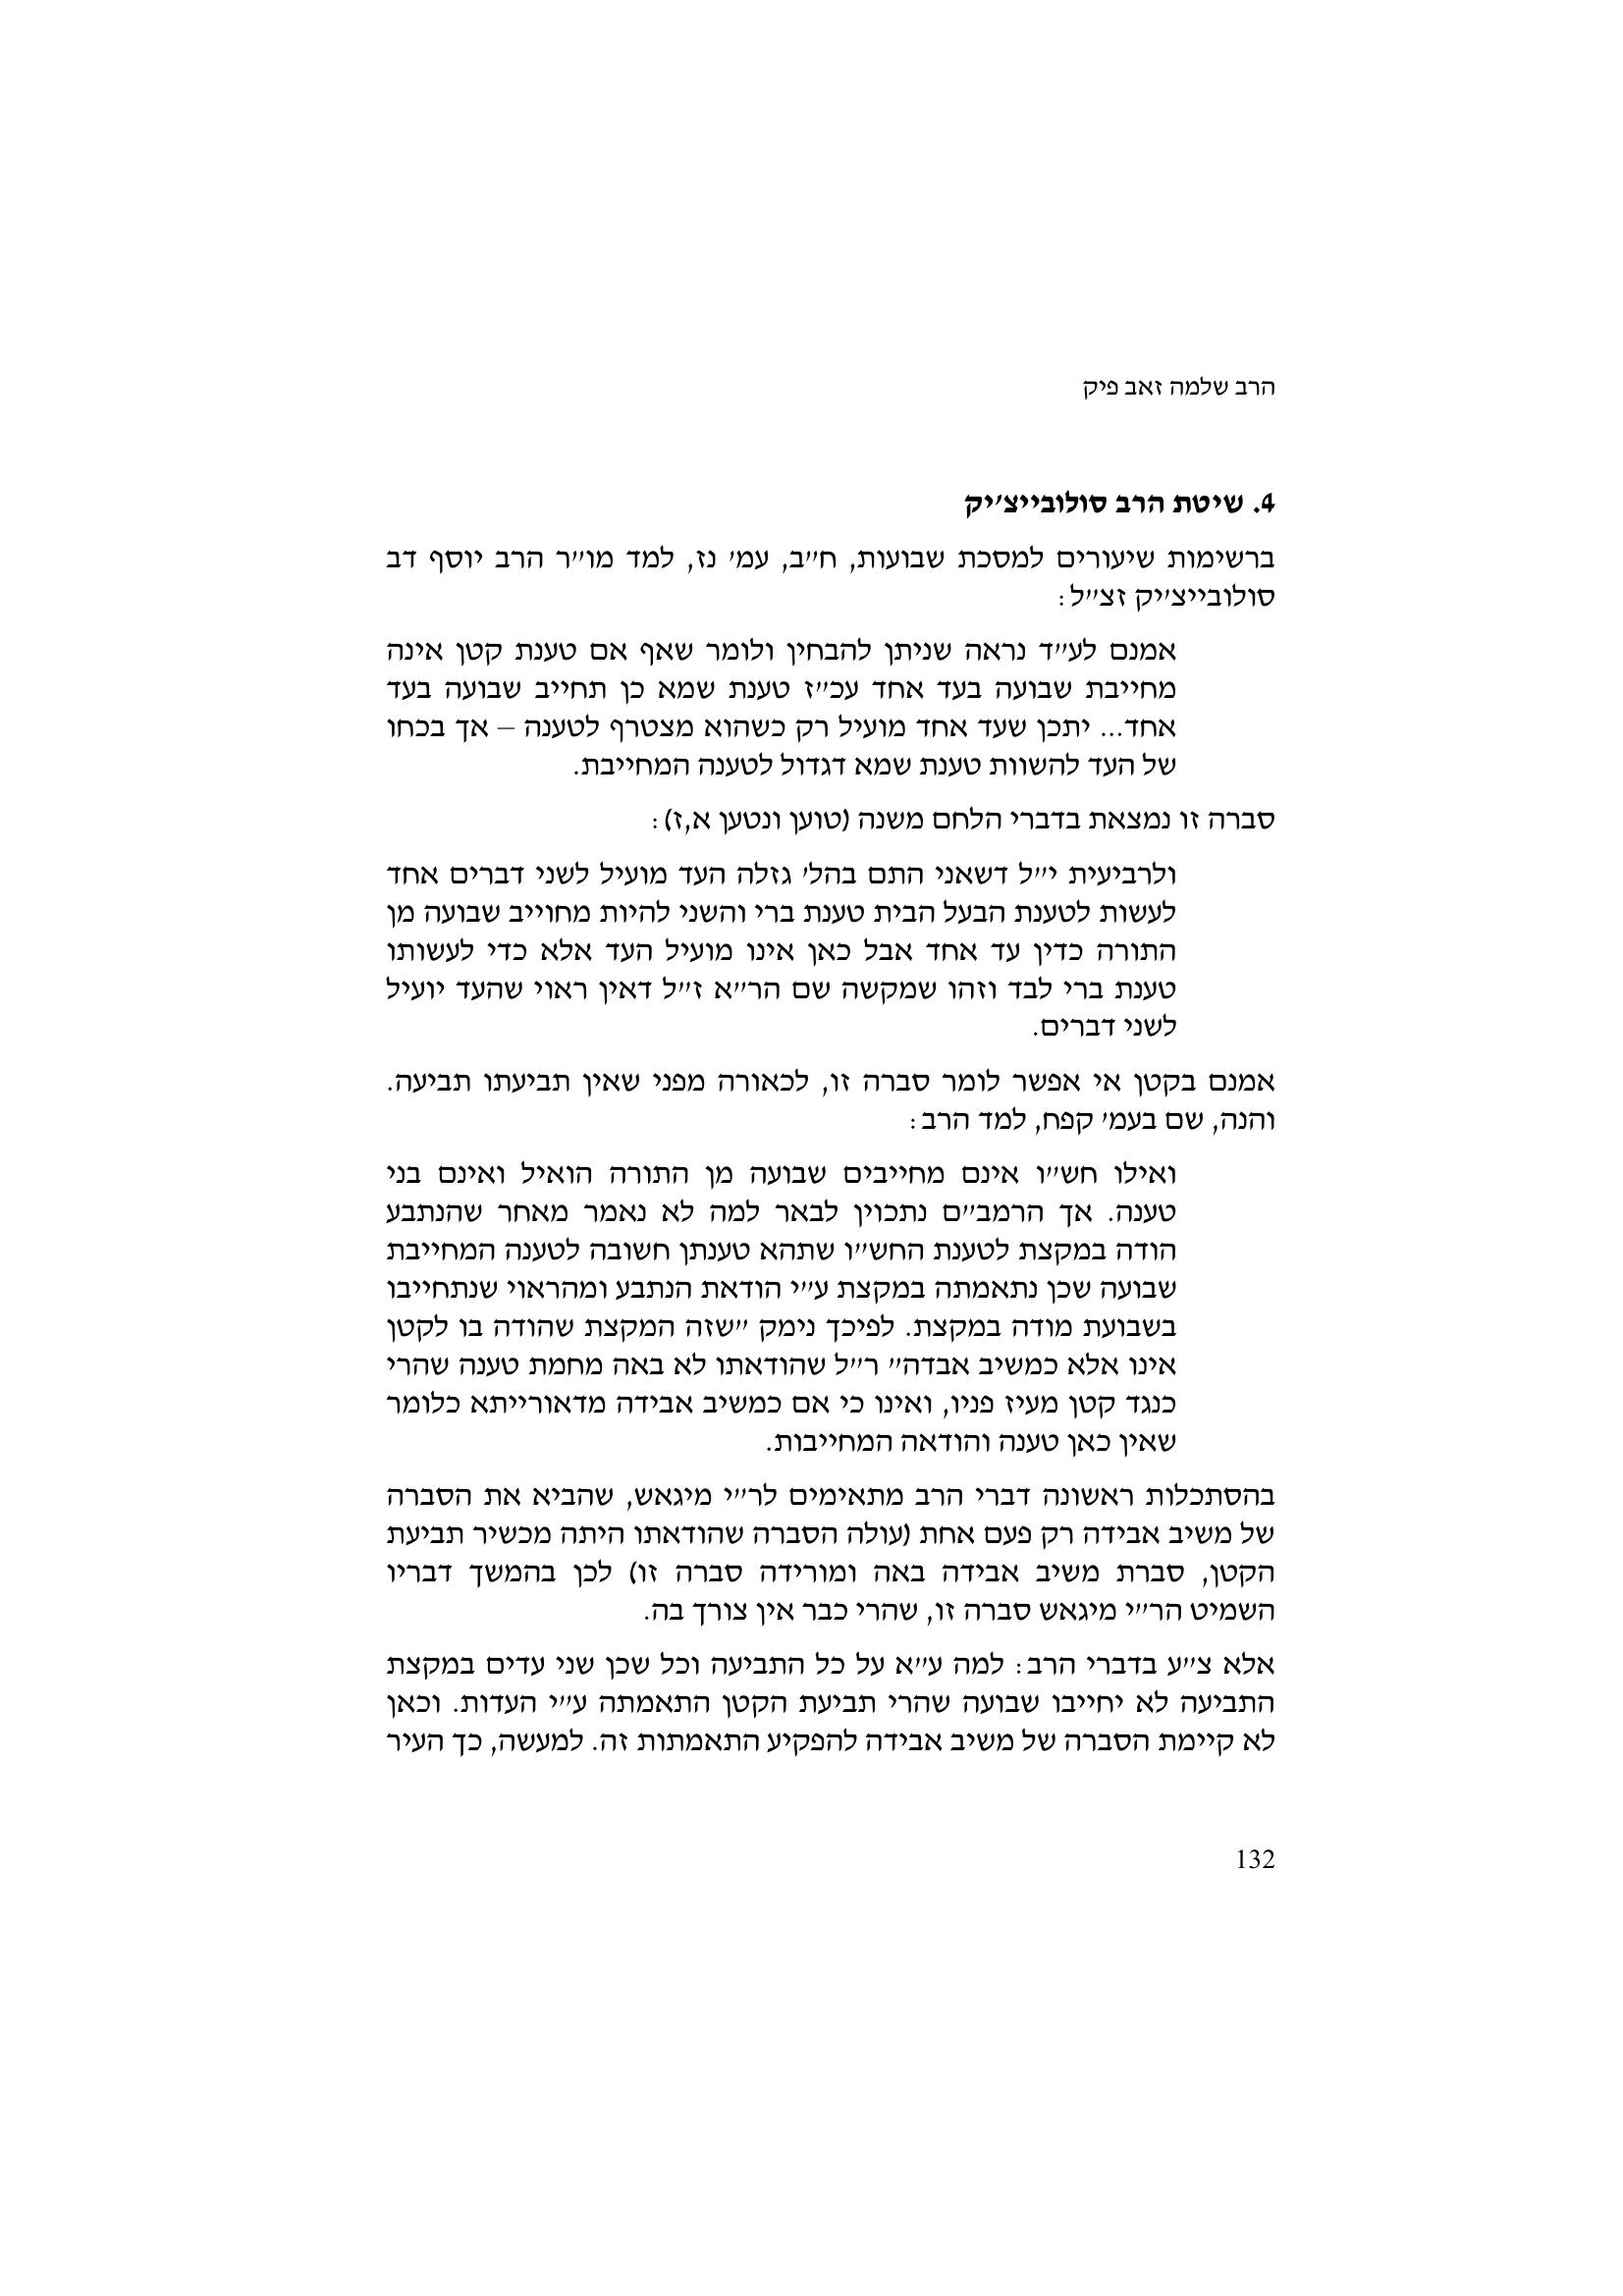 הרב שלמה זאב פיק
4. שיטת הרב סולובייצ'יק
ברשימות שיעורים למסכת שבועות, ח"ב, עמ' נז, למד מו"ר הרב יוסף דב
סולובייצ'יק זצ"ל:
אמנם לע"ד נראה שניתן להבחין ולומר שאף אם טענת קטן אינה
מחייבת שבועה בעד אחד עכ"ז טענת שמא כן תחייב שבועה בעד
אחד... יתכן שעד אחד מועיל רק כשהוא מצטרף לטענה – אך בכחו
של העד להשוות טענת שמא דגדול לטענה המחייבת.
סברה זו נמצאת בדברי הלחם משנה (טוען ונטען א,ז):
ולרביעית י"ל דשאני התם בהל' גזלה העד מועיל לשני דברים אחד
לעשות לטענת הבעל הבית טענת ברי והשני להיות מחוייב שבועה מן
התורה כדין עד אחד אבל כאן אינו מועיל העד אלא כדי לעשותו
טענת ברי לבד וזהו שמקשה שם הר"א ז"ל דאין ראוי שהעד יועיל
לשני דברים.
אמנם בקטן אי אפשר לומר סברה זו, לכאורה מפני שאין תביעתו תביעה.
והנה, שם בעמ' קפח, למד הרב:
ואילו חש"ו אינם מחייבים שבועה מן התורה הואיל ואינם בני
טענה. אך הרמב"ם נתכוין לבאר למה לא נאמר מאחר שהנתבע
הודה במקצת לטענת החש"ו שתהא טענתן חשובה לטענה המחייבת
שבועה שכן נתאמתה במקצת ע"י הודאת הנתבע ומהראוי שנתחייבו
בשבועת מודה במקצת. לפיכך נימק "שזה המקצת שהודה בו לקטן
אינו אלא כמשיב אבדה" ר"ל שהודאתו לא באה מחמת טענה שהרי
כנגד קטן מעיז פניו, ואינו כי אם כמשיב אבידה מדאורייתא כלומר
שאין כאן טענה והודאה המחייבות.
בהסתכלות ראשונה דברי הרב מתאימים לר"י מיגאש, שהביא את הסברה
של משיב אבידה רק פעם אחת (עולה הסברה שהודאתו היתה מכשיר תביעת
הקטן, סברת משיב אבידה באה ומורידה סברה זו) לכן בהמשך דבריו
השמיט הר"י מיגאש סברה זו, שהרי כבר אין צורך בה.
אלא צ"ע בדברי הרב: למה ע"א על כל התביעה וכל שכן שני עדים במקצת
התביעה לא יחייבו שבועה שהרי תביעת הקטן התאמתה ע"י העדות. וכאן
לא קיימת הסברה של משיב אבידה להפקיע התאמתות זה. למעשה, כך העיר
132